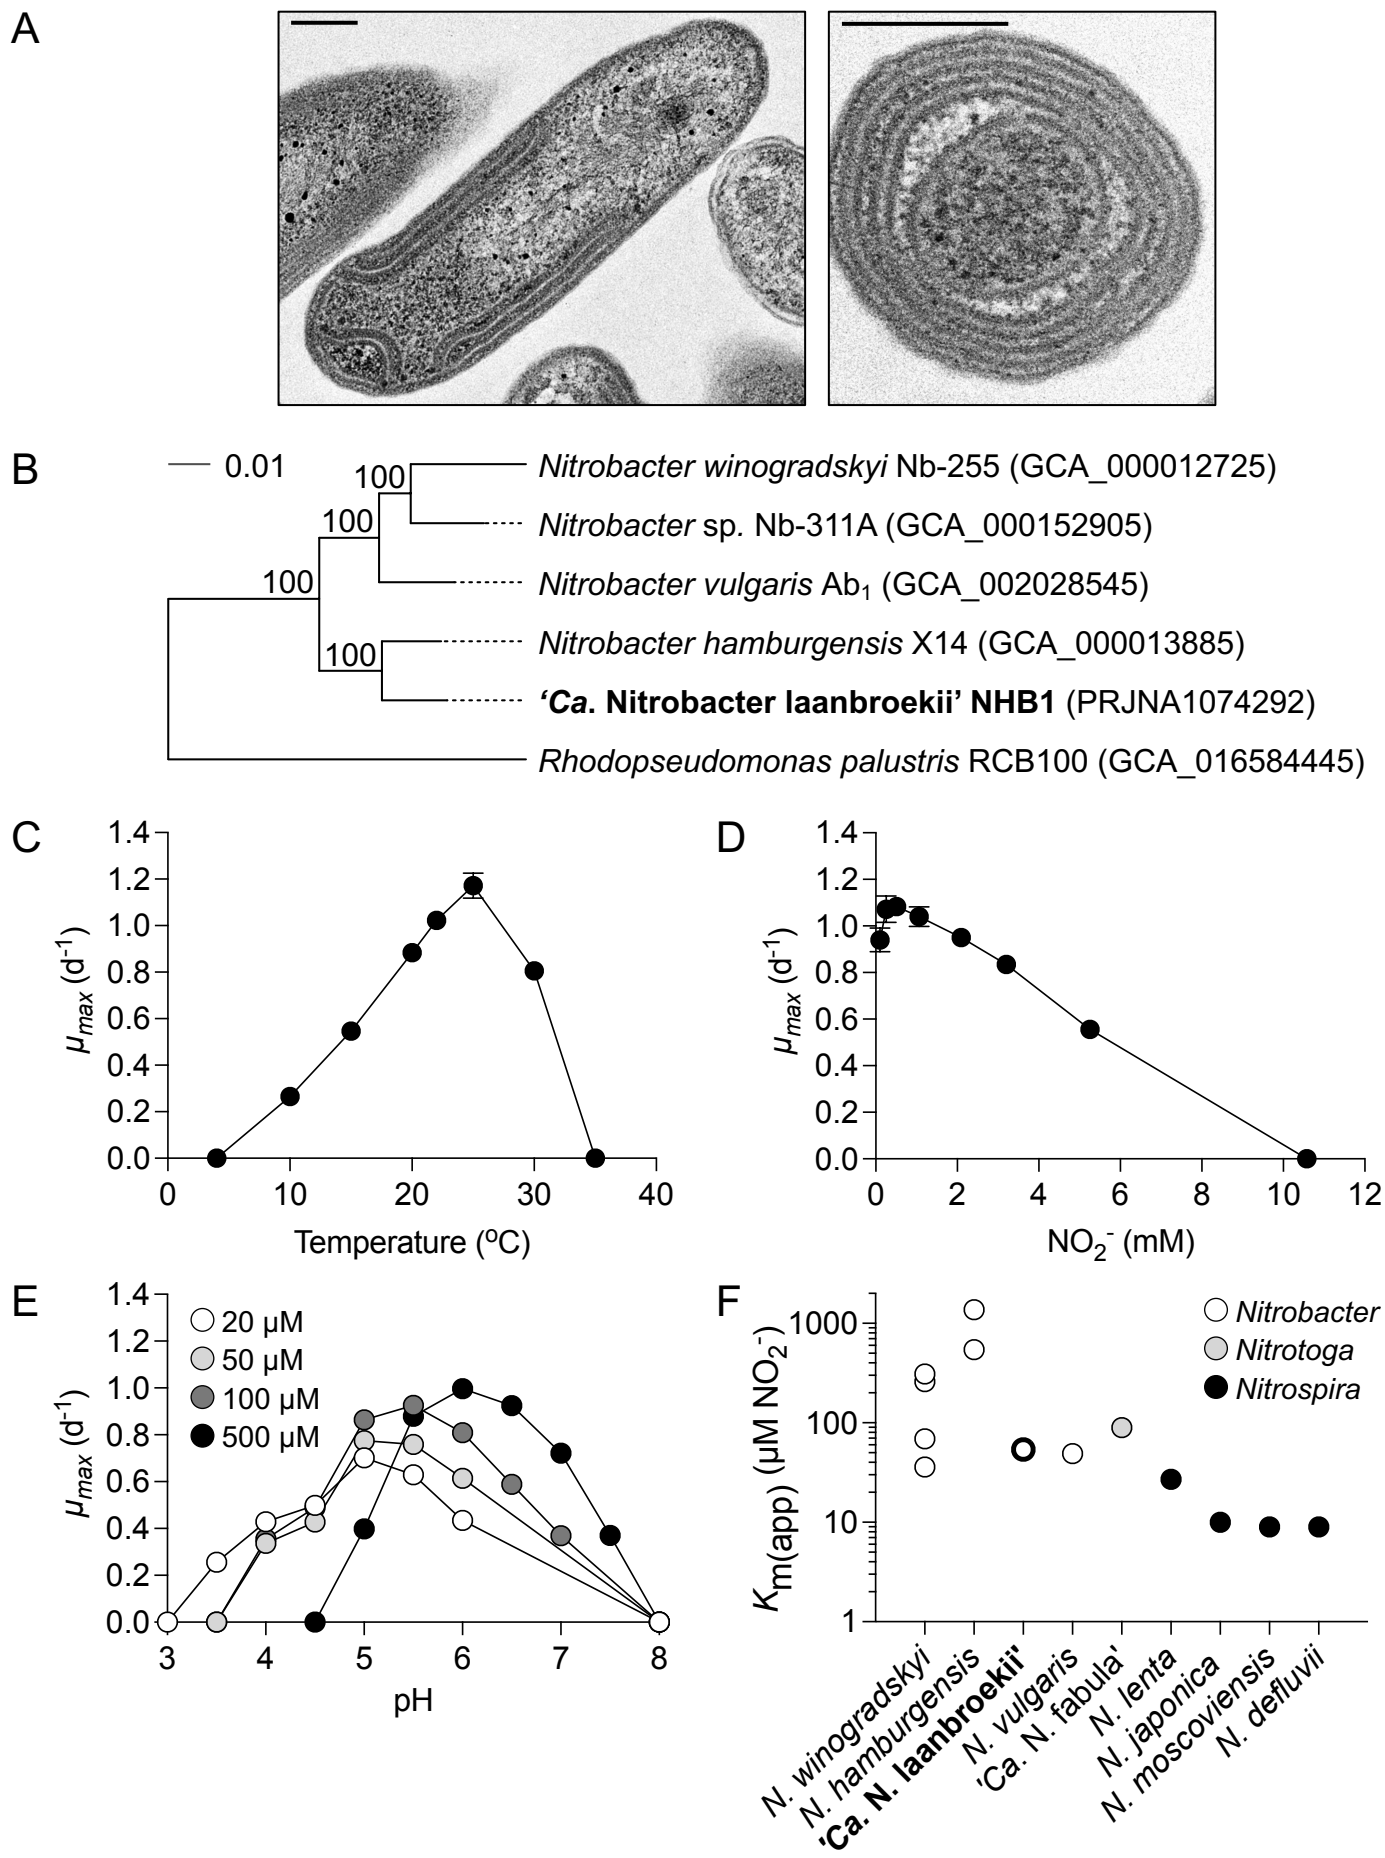 A
B
0.01
100
100
100
100
Nitrobacter winogradskyi Nb-255 (GCA_000012725)
Nitrobacter sp. Nb-311A (GCA_000152905)
Nitrobacter vulgaris Ab1 (GCA_002028545)
Nitrobacter hamburgensis X14 (GCA_000013885)
‘Ca. Nitrobacter laanbroekii’ NHB1 (PRJNA1074292)
Rhodopseudomonas palustris RCB100 (GCA_016584445)
C
1.4
1.2
1.0
0.8
0.6
0.4
0.2
0.0
μmax (d-1)
0 10 20 30 40
Temperature (oC)
D
1.4
1.2
1.0
0.8
0.6
0.4
0.2
0.0
μmax (d-1)
0 2 4 6 8 10 12
NO2- (mM)
E
1.4
1.2
1.0
0.8
0.6
0.4
0.2
0.0
μmax (d-1)
20 μM
50 μM
100 μM
500 μM
3 4 5 6 7 8
pH
F
1000
100
10
1
Km(app) (μM NO2-)
Nitrobacter
Nitrotoga
Nitrospira
N. winogradskyi
N. hamburgensis
'Ca. N. laanbroekii'
N. vulgaris
'Ca. N. fabula'
N. lenta
N. japonica
N. moscoviensis
N. defluvii